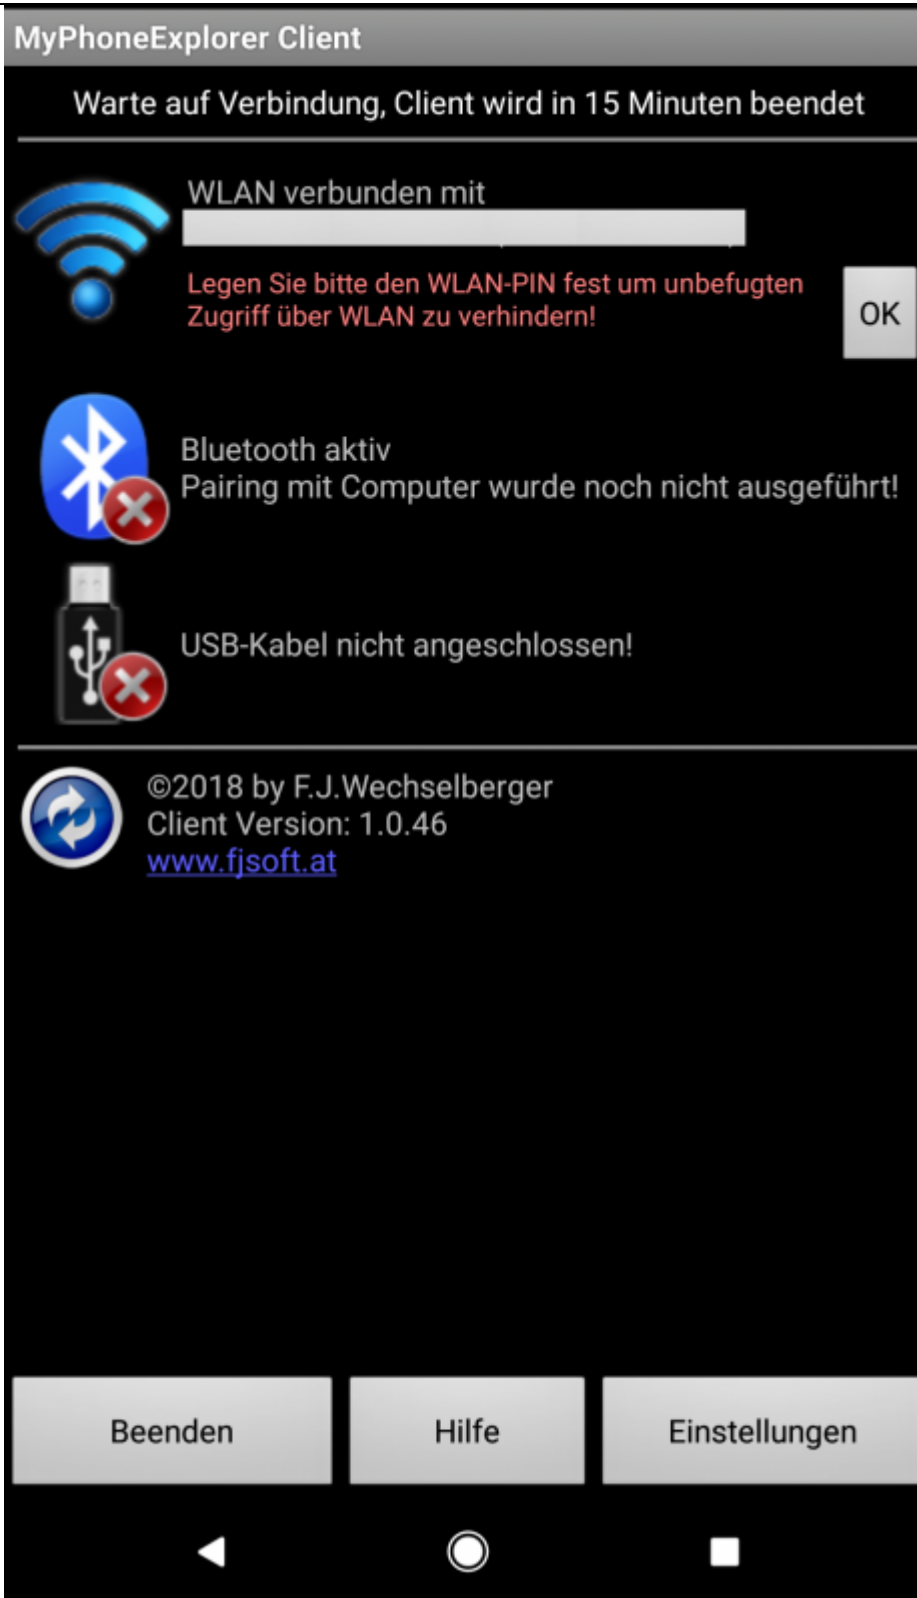 MyPhoneExplorer Client
Warte auf Verbindung, Client wird in 15 Minuten beendet
WLAN verbunden mit
Legen Sie bitte den WLAN-PIN fest um unbefugten
Zugriff über WLAN zu verhindern!
OK
Bluetooth aktiv
Pairing mit Computer wurde noch nicht ausgeführt!
USB-Kabel nicht angeschlossen!
©2018 by F.J.Wechselberger
Client Version: 1.0.46
www.fjsoft.at
Beenden
Hilfe
Einstellungen